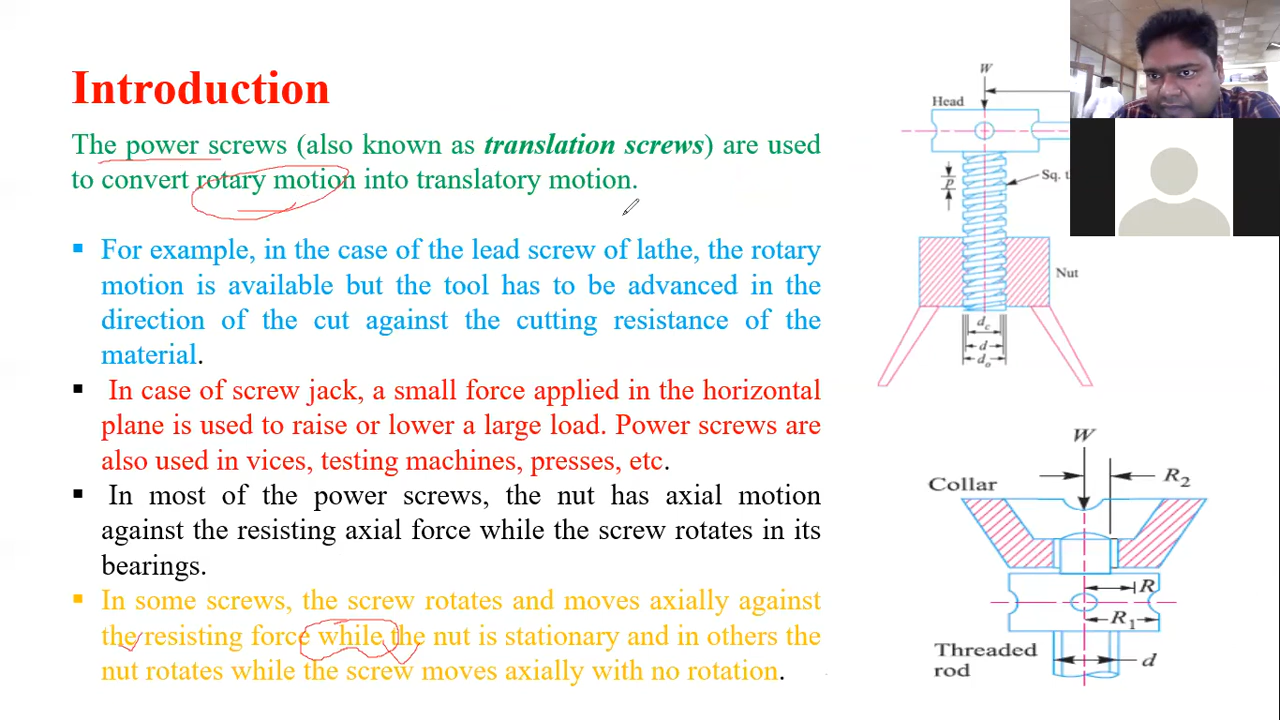 Introduction
The power screws (also known as translation screws) are used
to convert rotary motion into translatory motion.
▪ For example, in the case of the lead screw of lathe, the rotary
motion is available but the tool has to be advanced in the
direction of the cut against the cutting resistance of the
material.
▪ In case of screw jack, a small force applied in the horizontal
plane is used to raise or lower a large load. Power screws are
also used in vices, testing machines, presses, etc.
▪ In most of the power screws, the nut has axial motion
against the resisting axial force while the screw rotates in its
bearings.
▪ In some screws, the screw rotates and moves axially against
the resisting force while the nut is stationary and in others the
nut rotates while the screw moves axially with no rotation.
W
Head
p
Sq.
Nut
dc
d
do
W
R2
Collar
R
R1
Threaded
rod
d